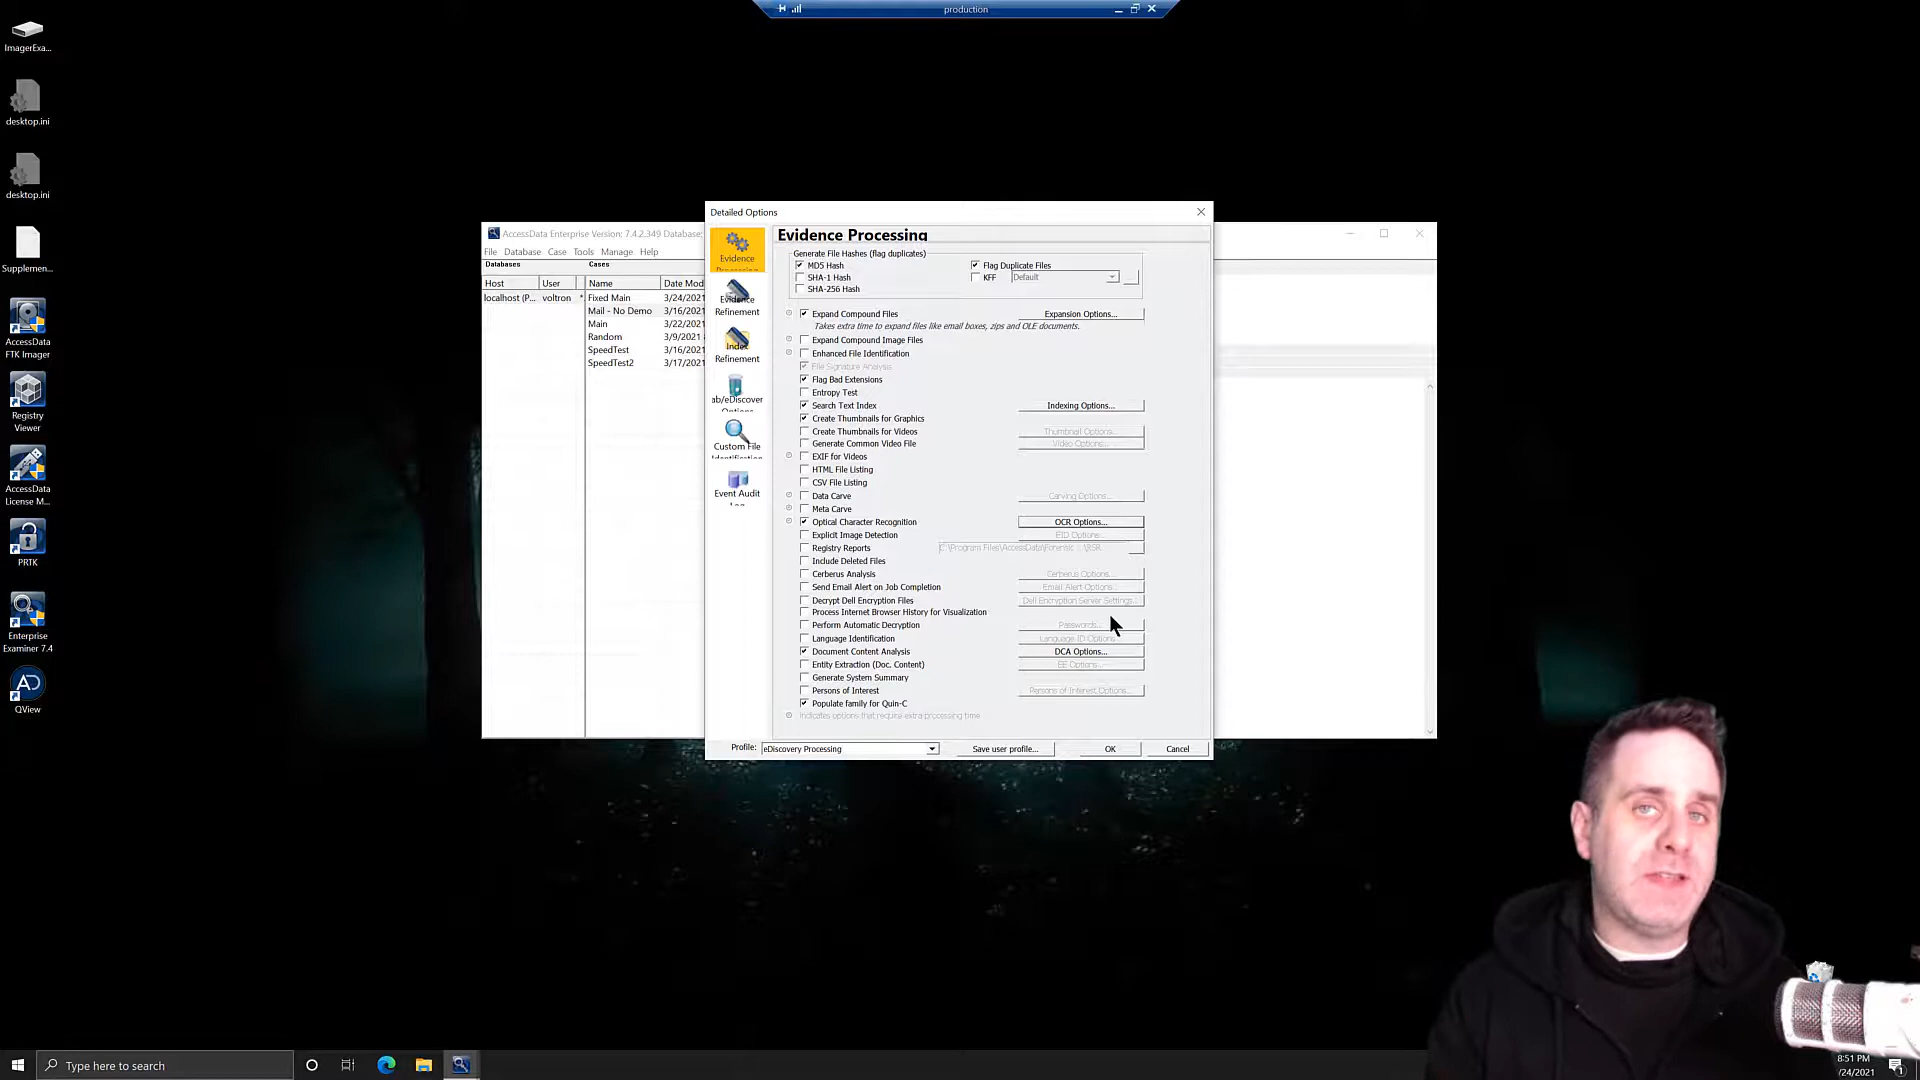 production
ImagerExa...
desktop.ini
desktop.ini
Supplemen...
AccessData
FTK Imager
Registry
Viewer
AccessData
License M...
PRTK
Enterprise
Examiner 7.4
AD
QView
AccessData Enterprise Version: 7.4.2.349 Database:
File Database Case Tools Manage Help
Databases
Cases
Host User
Name Date Mod
localhost (P... voltron *
Fixed Main 3/24/2021
Mail - No Demo 3/16/2021
Main 3/22/2021
Random 3/9/2021
SpeedTest 3/16/2021
SpeedTest2 3/17/2021
Detailed Options
Evidence
Evidence
Refinement
Index
Refinement
ab/eDiscover
Custom File
Event Audit
Evidence Processing
Generate File Hashes (flag duplicates)
MD5 Hash
Flag Duplicate Files
SHA-1 Hash
KFF Default ...
SHA-256 Hash
Expand Compound Files Expansion Options...
Takes extra time to expand files like email boxes, zips and OLE documents.
Expand Compound Image Files
Enhanced File Identification
File Signature Analysis
Flag Bad Extensions
Entropy Test
Search Text Index Indexing Options...
Create Thumbnails for Graphics
Create Thumbnails for Videos Thumbnail Options...
Generate Common Video File Video Options...
EXIF for Videos
HTML File Listing
CSV File Listing
Data Carve Carving Options...
Meta Carve
Optical Character Recognition OCR Options...
Explicit Image Detection EID Options...
Registry Reports C:\Program Files\AccessData\Forensic ...\RSR
Include Deleted Files
Cerberus Analysis Cerberus Options...
Send Email Alert on Job Completion Email Alert Options...
Decrypt Dell Encryption Files Dell Encryption Server Settings...
Process Internet Browser History for Visualization
Perform Automatic Decryption Passwords...
Language Identification Language ID Options
Document Content Analysis DCA Options...
Entity Extraction (Doc. Content) EE Options...
Generate System Summary
Persons of Interest Persons of Interest Options...
Populate family for Quin-C
Indicates options that require extra processing time
Profile: eDiscovery Processing Save user profile... OK Cancel
Type here to search
8:51 PM
/24/2021
1